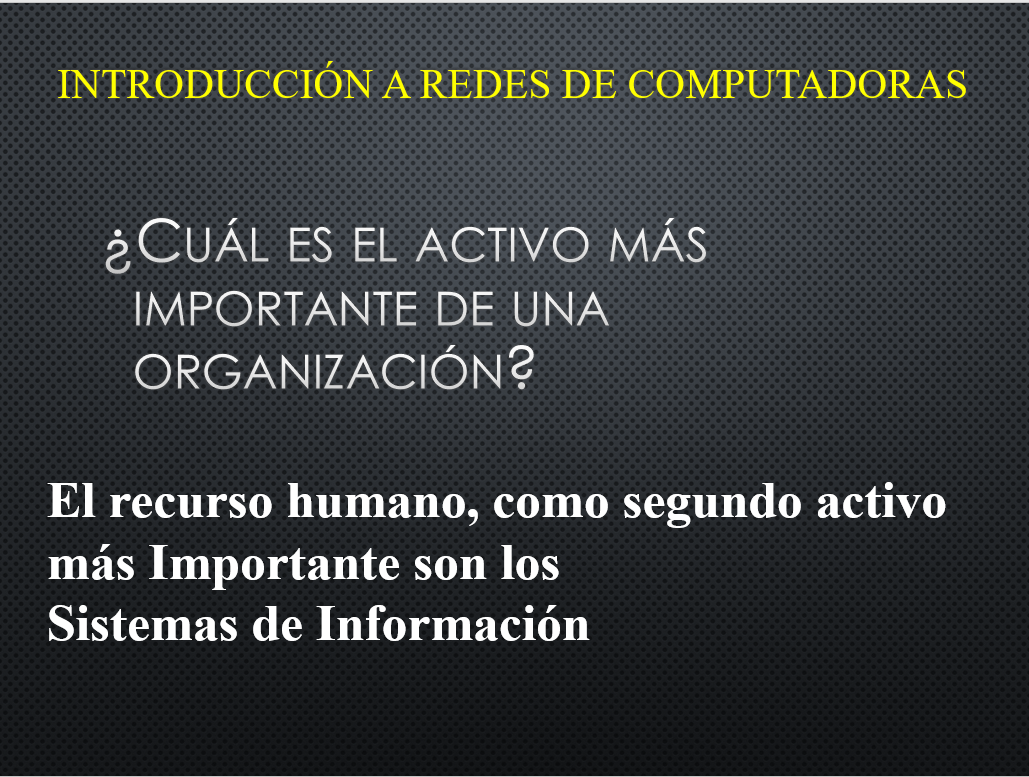 INTRODUCCIÓN A REDES DE COMPUTADORAS
¿Cuál es el activo más
importante de una
organización?
El recurso humano, como segundo activo
más Importante son los
Sistemas de Información